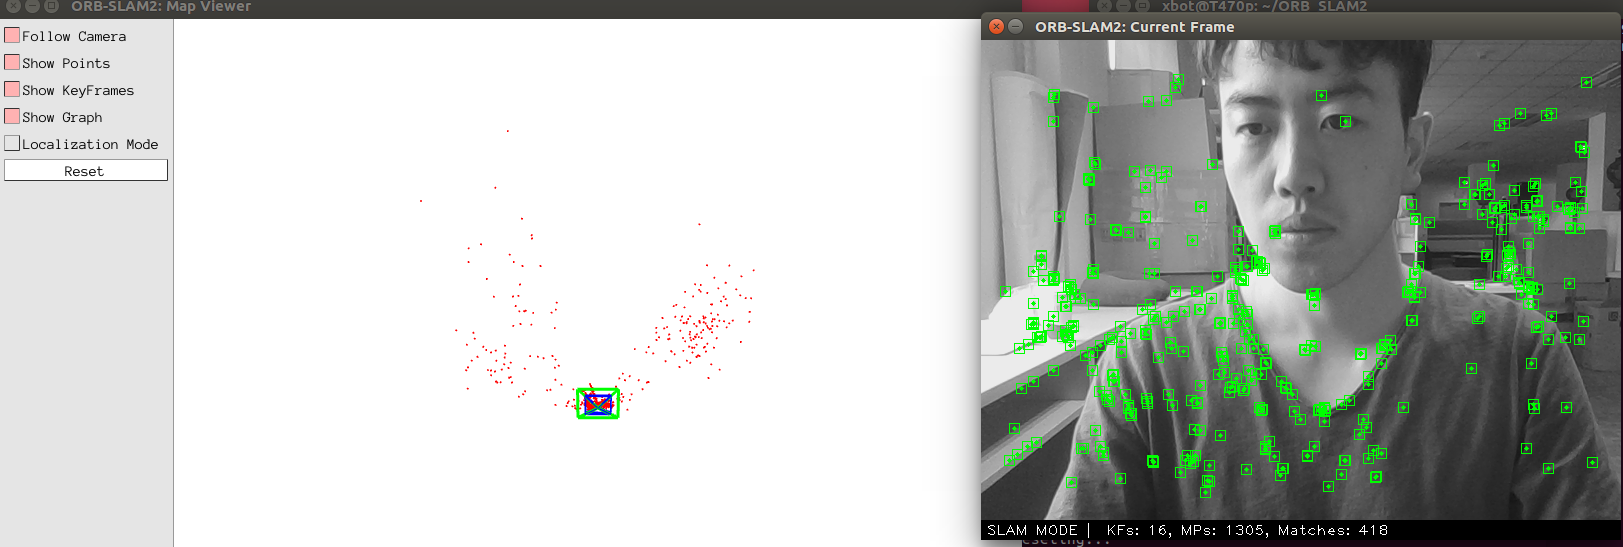 ORB-SLAM2: Map Viewer
Follow Camera
Show Points
Show KeyFrames
Show Graph
Localization Mode
Reset
xbot@T470p: ~/ORB_SLAM2
ORB-SLAM2: Current Frame
SLAM MODE | KFs: 16, MPs: 1305, Matches: 418